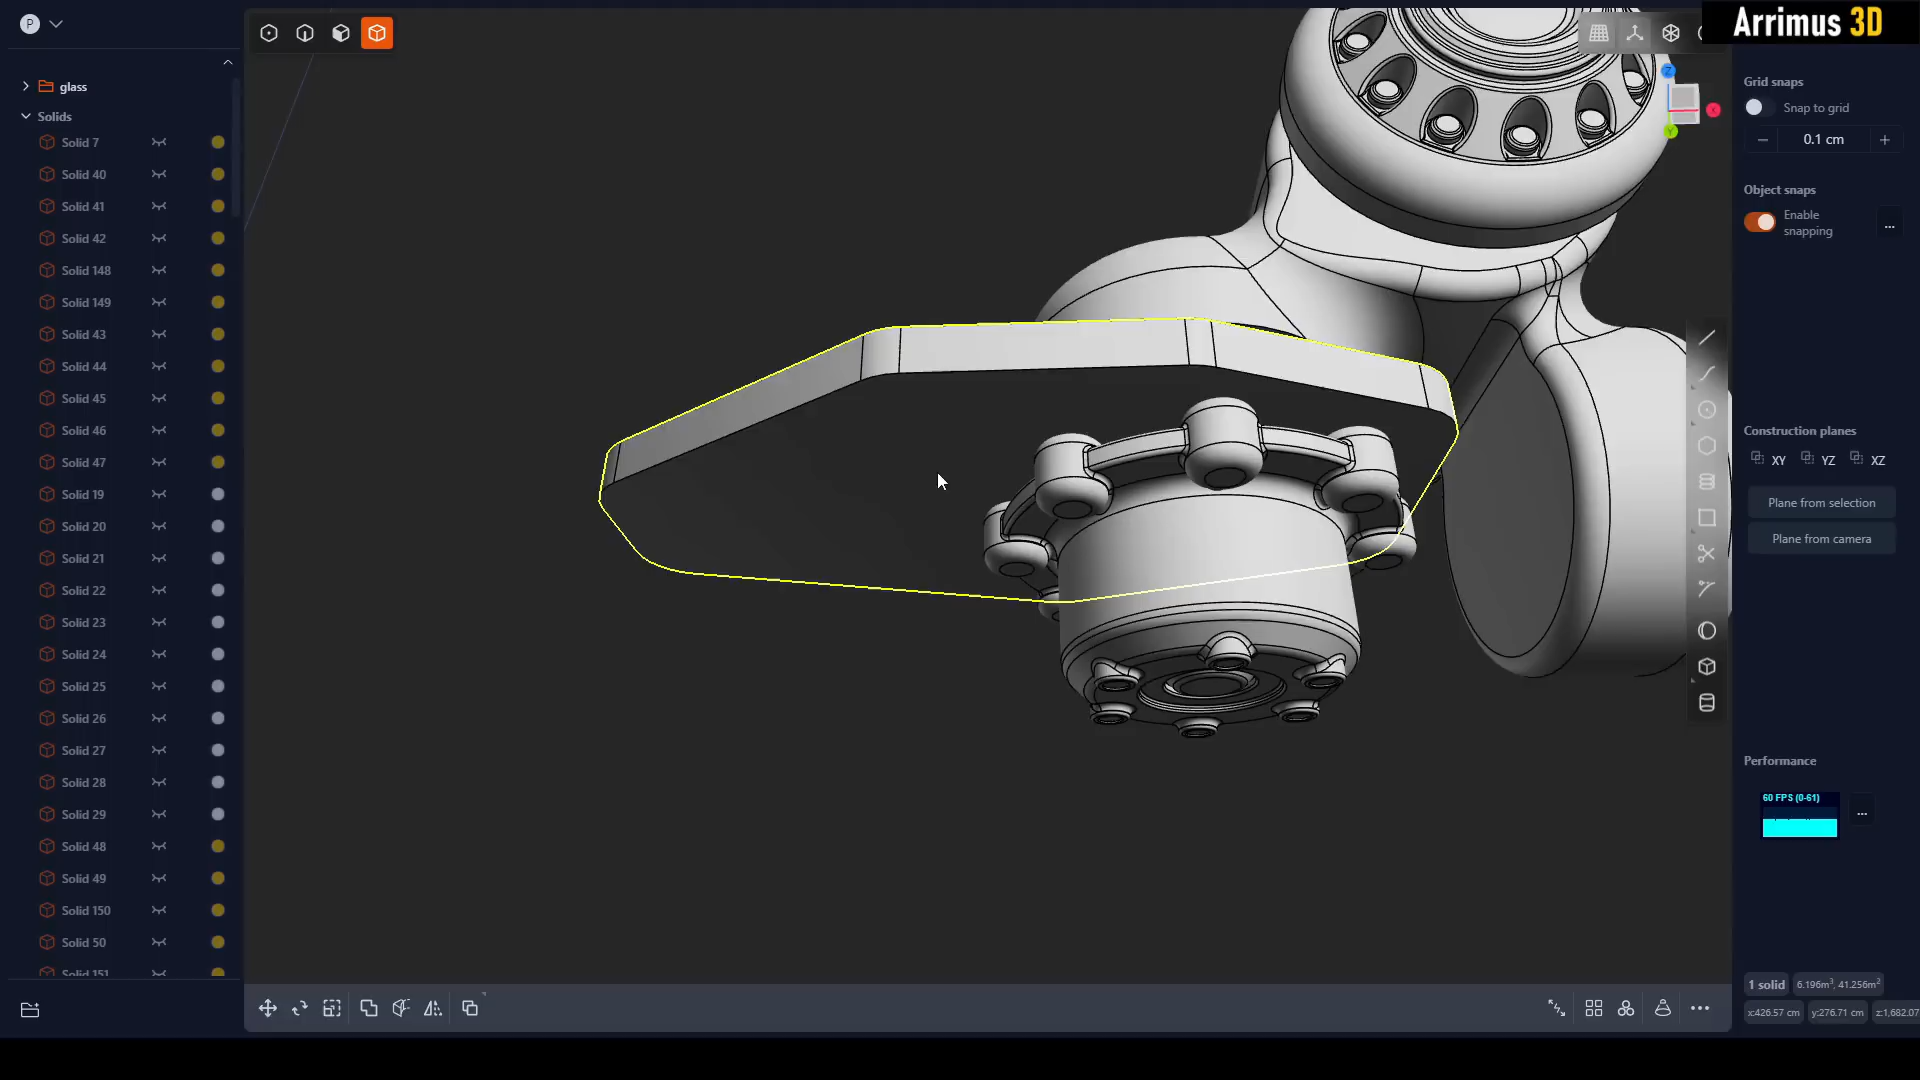 P
Arrimus 3D
glass
Solids
Solid 7
Solid 40
Solid 41
Solid 42
Solid 148
Solid 149
Solid 43
Solid 44
Solid 45
Solid 46
Solid 47
Solid 19
Solid 20
Solid 21
Solid 22
Solid 23
Solid 24
Solid 25
Solid 26
Solid 27
Solid 28
Solid 29
Solid 48
Solid 49
Solid 150
Solid 50
Solid 151
Z
X
Y
Grid snaps
Snap to grid
0.1 cm
Object snaps
Enable
snapping
...
Construction planes
XY YZ XZ
Plane from selection
Plane from camera
Performance
60 FPS (0-61)
...
1 solid 6.196m³, 41.256m²
x:426.57 cm y:276.71 cm z:1,682.07